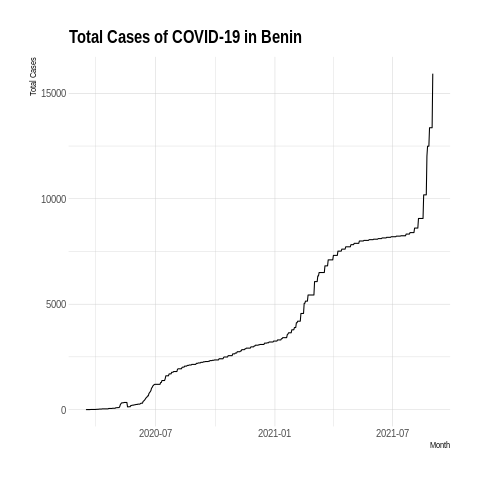 Total Cases of COVID-19 in Benin
Total Cases
15000
10000
5000
0
2020-07
2021-01
2021-07
Month